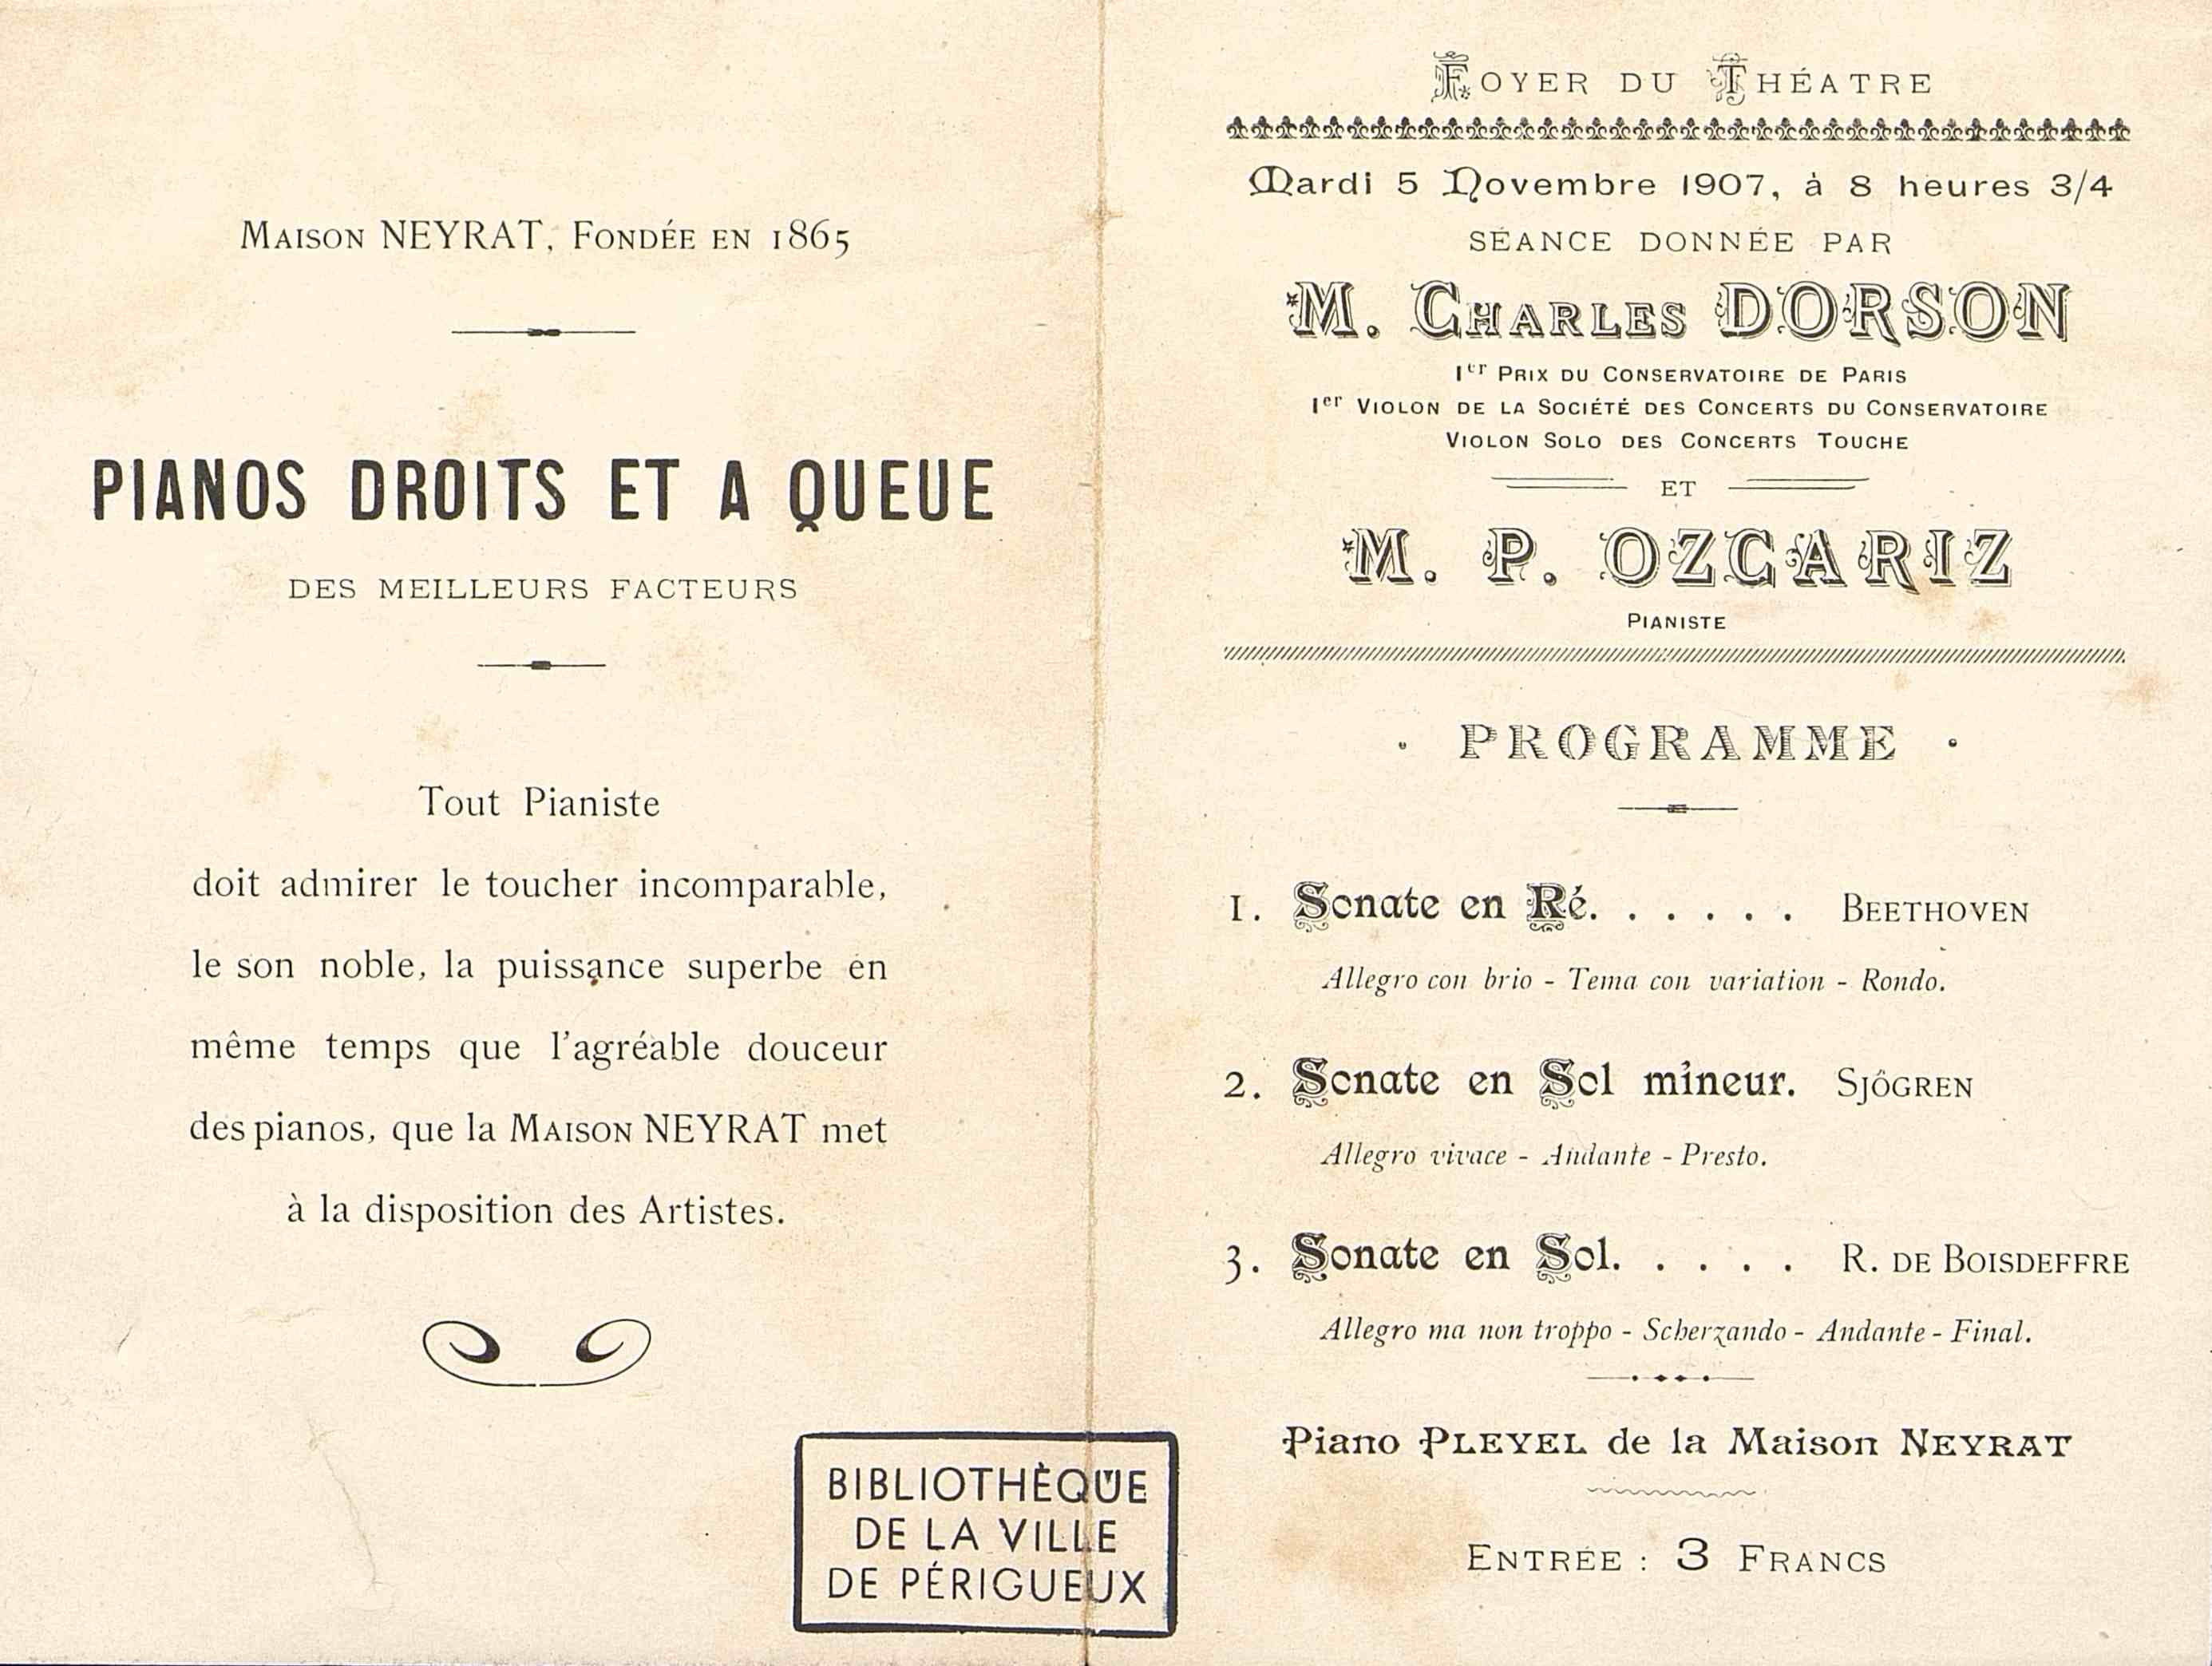 MAISON NEYRAT, FONDÉE EN 1865
PIANOS DROITS ET A QUEUE
DES MEILLEURS FACTEURS
Tout Pianiste
doit admirer le toucher incomparable,
le son noble, la puissance superbe en
même temps que l'agréable douceur
des pianos, que la MAISON NEYRAT met
à la disposition des Artistes.
BIBLIOTHÈQUE
DE LA VILLE
DE PÉRIGUEUX
FOYER DU THÉATRE
Mardi 5 Novembre 1907, à 8 heures 3/4
SÉANCE DONNÉE PAR
M. CHARLES DORSON
1er PRIX DU CONSERVATOIRE DE PARIS
1er VIOLON DE LA SOCIÉTÉ DES CONCERTS DU CONSERVATOIRE
VIOLON SOLO DES CONCERTS TOUCHE
ET
M. P. OZCARIZ
PIANISTE
· PROGRAMME ·
1. Sonate en Ré. . . . . . BEETHOVEN
Allegro con brio - Tema con variation - Rondo.
2. Sonate en Sol mîneur. SJÔGREN
Allegro vivace - Andante - Presto.
3. Sonate en Sol. . . . . R. DE BOISDEFFRE
Allegro ma non troppo - Scherzando - Andante - Final.
Piano PLEYEL de la Maison NEYRAT
ENTRÉE : 3 FRANCS